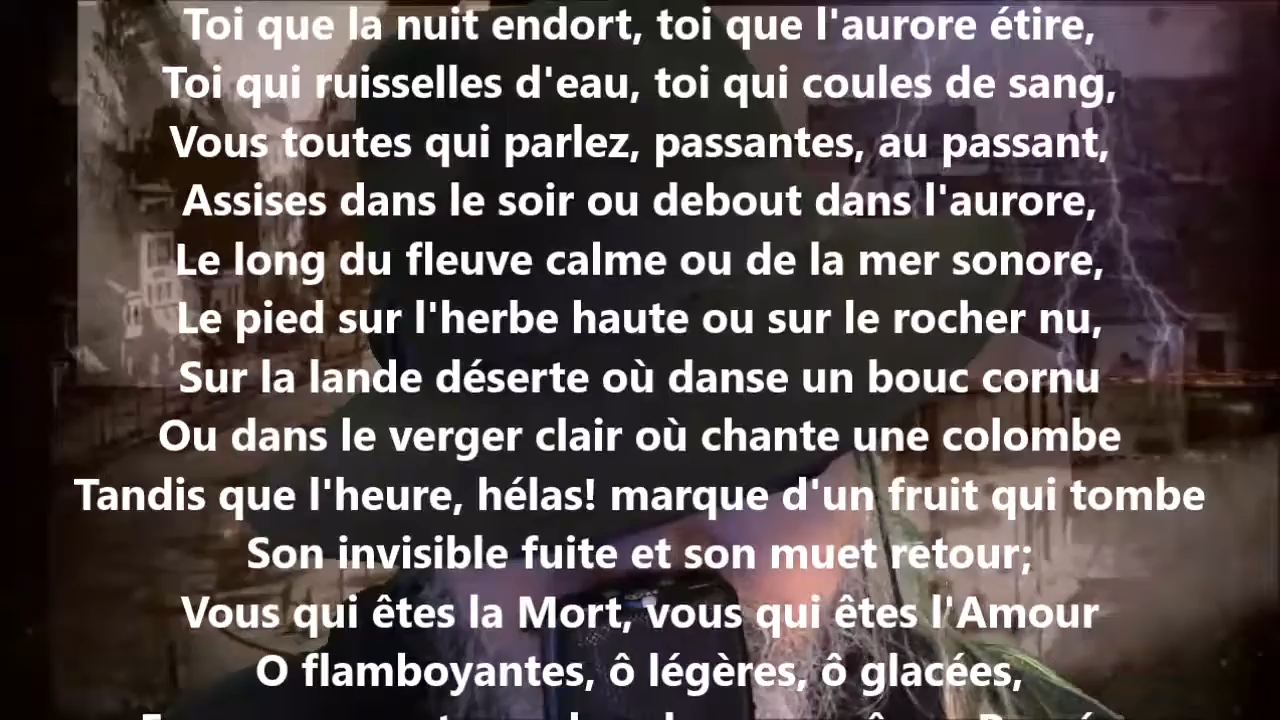 Toi que la nuit endort, toi que l'aurore étire,
Toi qui ruisselles d'eau, toi qui coules de sang,
Vous toutes qui parlez, passantes, au passant,
Assises dans le soir ou debout dans l'aurore,
Le long du fleuve calme ou de la mer sonore,
Le pied sur l'herbe haute ou sur le rocher nu,
Sur la lande déserte où danse un bouc cornu
Ou dans le verger clair où chante une colombe
Tandis que l'heure, hélas! marque d'un fruit qui tombe
Son invisible fuite et son muet retour;
Vous qui êtes la Mort, vous qui êtes l'Amour
O flamboyantes, ô légères, ô glacées,